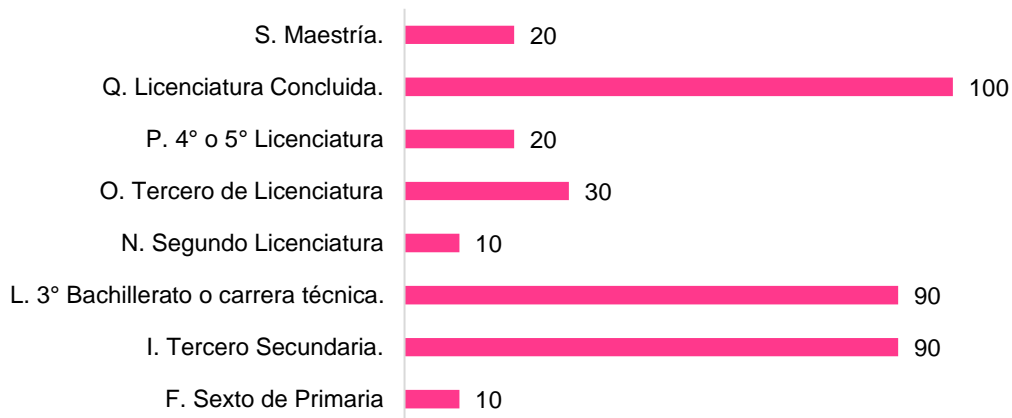 S. Maestría. 20
Q. Licenciatura Concluida. 100
P. 4° o 5° Licenciatura 20
O. Tercero de Licenciatura 30
N. Segundo Licenciatura 10
L. 3° Bachillerato o carrera técnica. 90
I. Tercero Secundaria. 90
F. Sexto de Primaria 10